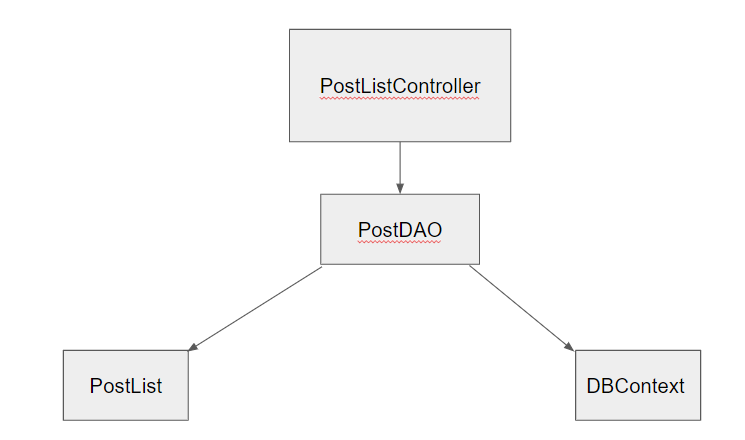 PostListController
PostDAO
PostList
DBContext